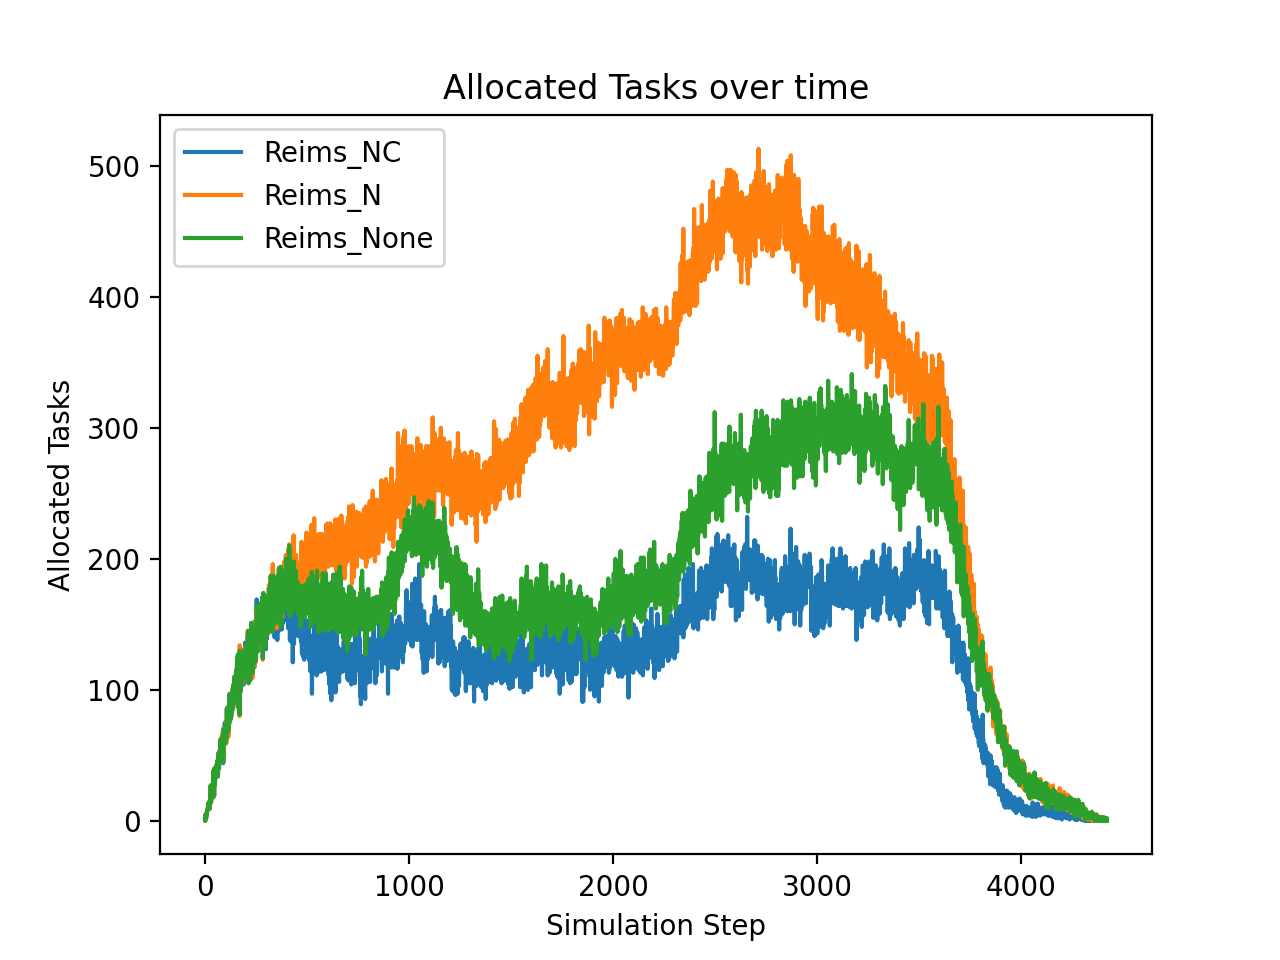 Allocated Tasks over time
Reims_NC
Reims_N
Reims_None
500
400
300
200
100
0
Allocated Tasks
0 1000 2000 3000 4000
Simulation Step